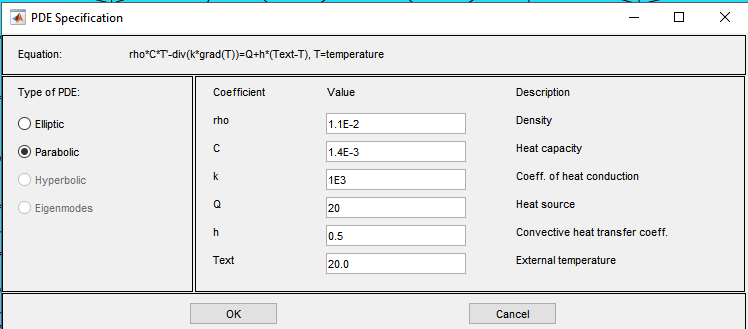 PDE Specification
Equation: rho*C*T'-div(k*grad(T))=Q+h*(Text-T), T=temperature
Type of PDE:
Elliptic
Parabolic
Hyperbolic
Eigenmodes
Coefficient Value Description
rho 1.1E-2 Density
C 1.4E-3 Heat capacity
k 1E3 Coeff. of heat conduction
Q 20 Heat source
h 0.5 Convective heat transfer coeff.
Text 20.0 External temperature
OK Cancel